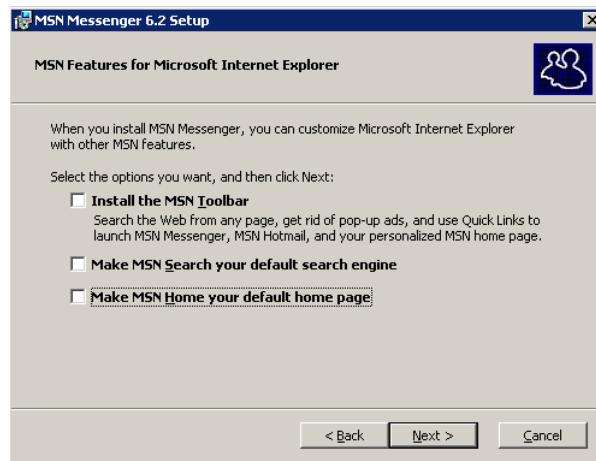 MSN Messenger 6.2 Setup
MSN Features for Microsoft Internet Explorer
When you install MSN Messenger, you can customize Microsoft Internet Explorer
with other MSN features.
Select the options you want, and then click Next:
Install the MSN Toolbar
Search the Web from any page, get rid of pop-up ads, and use Quick Links to
launch MSN Messenger, MSN Hotmail, and your personalized MSN home page.
Make MSN Search your default search engine
Make MSN Home your default home page
< Back
Next >
Cancel